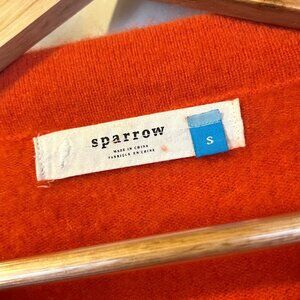 sparrow
MADE IN CHINA
FABRIQUÉ EN CHINE
S